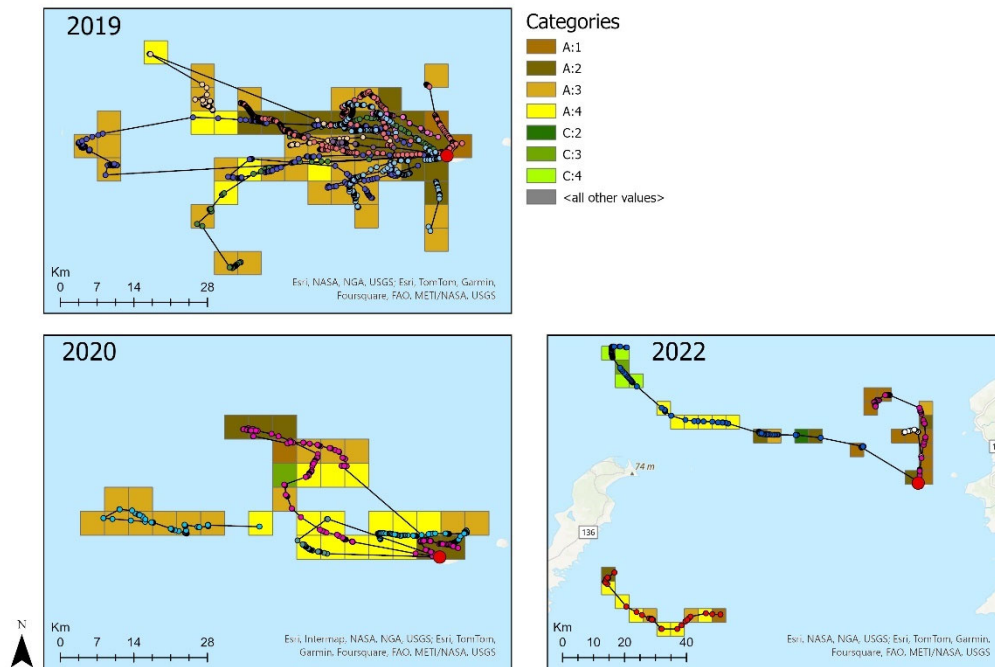 2019
Km
0 7 14 28
Esri, NASA, NGA, USGS; Esri, TomTom, Garmin,
Foursquare, FAO, METI/NASA, USGS
Categories
A:1
A:2
A:3
A:4
C:2
C:3
C:4
<all other values>
2020
Km
0 7 14 28
Esri, Intermap, NASA, NGA, USGS; Esri, TomTom,
Garmin, Foursquare, FAO, METI/NASA, USGS
N
2022
74 m
136
13
Km
0 10 20 40
Esri, NASA, NGA, USGS; Esri, TomTom, Garmin,
Foursquare, FAO, METI/NASA, USGS